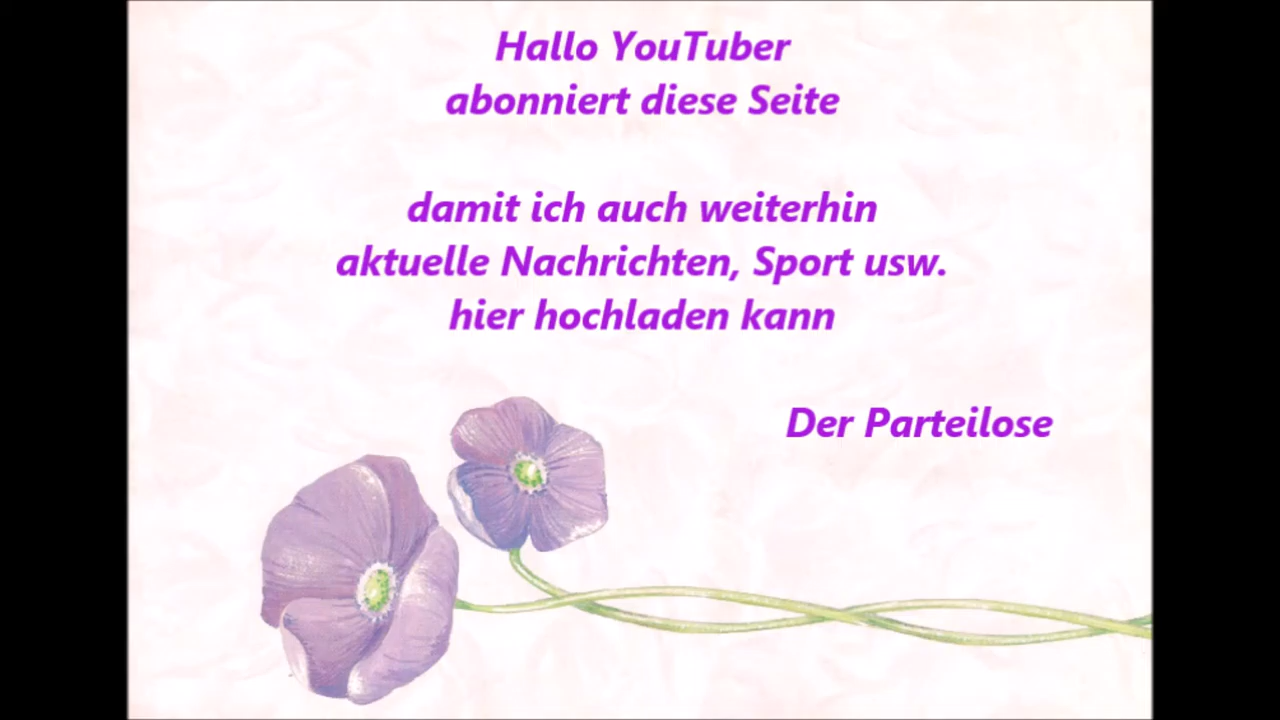 Hallo YouTuber
abonniert diese Seite
damit ich auch weiterhin
aktuelle Nachrichten, Sport usw.
hier hochladen kann
Der Parteilose